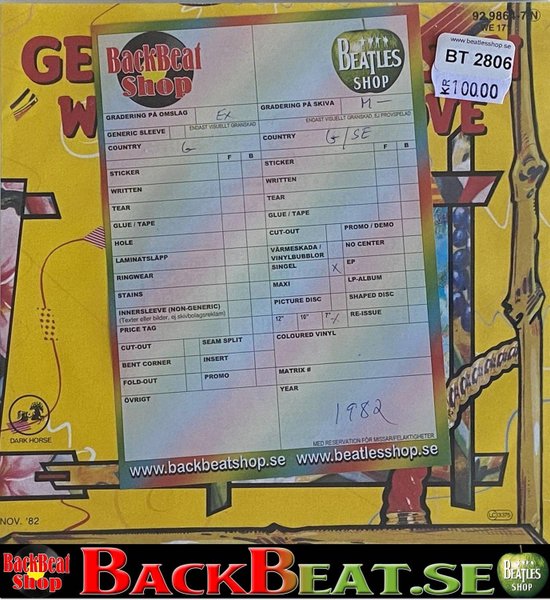 92 9864-7 N
WE 171
www.beatlesshop.se
BT 2806
KR100.00
GE
W VE
BackBeat
Shop
BEATLES
SHOP
GRADERING PÅ OMSLAG EX
ENDAST VISUELLT GRANSKAD
GENERIC SLEEVE
COUNTRY G
F B
STICKER
WRITTEN
TEAR
GLUE / TAPE
HOLE
LAMINATSLÄPP
RINGWEAR
STAINS
INNERSLEEVE (NON-GENERIC)
(Texter eller bilder, ej skivbolagsreklam)
PRICE TAG
CUT-OUT SEAM SPLIT
BENT CORNER INSERT
FOLD-OUT PROMO
ÖVRIGT
GRADERING PÅ SKIVA M-
ENDAST VISUELLT GRANSKAD, EJ PROVSPELAD
COUNTRY G/SE
F B
STICKER
WRITTEN
TEAR
GLUE / TAPE
CUT-OUT PROMO / DEMO
VÄRMESKADA / VINYLBUBBLOR NO CENTER
SINGEL X EP
MAXI LP-ALBUM
PICTURE DISC SHAPED DISC
12" 10" 7" X RE-ISSUE
COLOURED VINYL
MATRIX #
YEAR
1982
MED RESERVATION FÖR MISSAR/FELAKTIGHETER
www.backbeatshop.se www.beatlesshop.se
DARK HORSE
NOV. '82
BackBeat
Shop
BACKBEAT.SE
BEATLES
SHOP